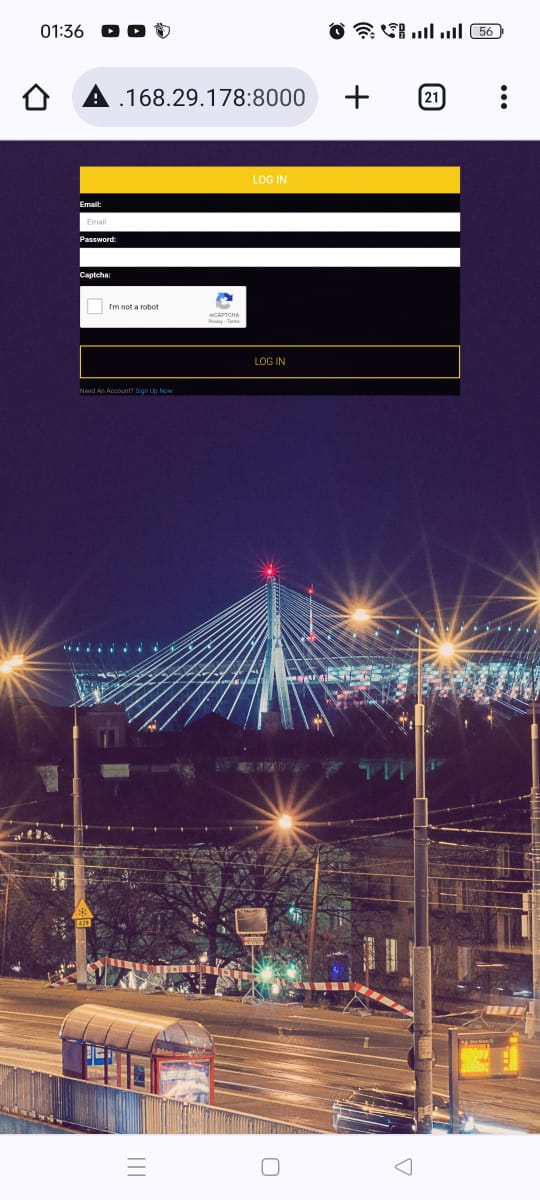 01:36
56
.168.29.178:8000
21
LOG IN
Email:
Email
Password:
Captcha:
I'm not a robot
reCAPTCHA
Privacy - Terms
LOG IN
Need An Account? Sign Up Now